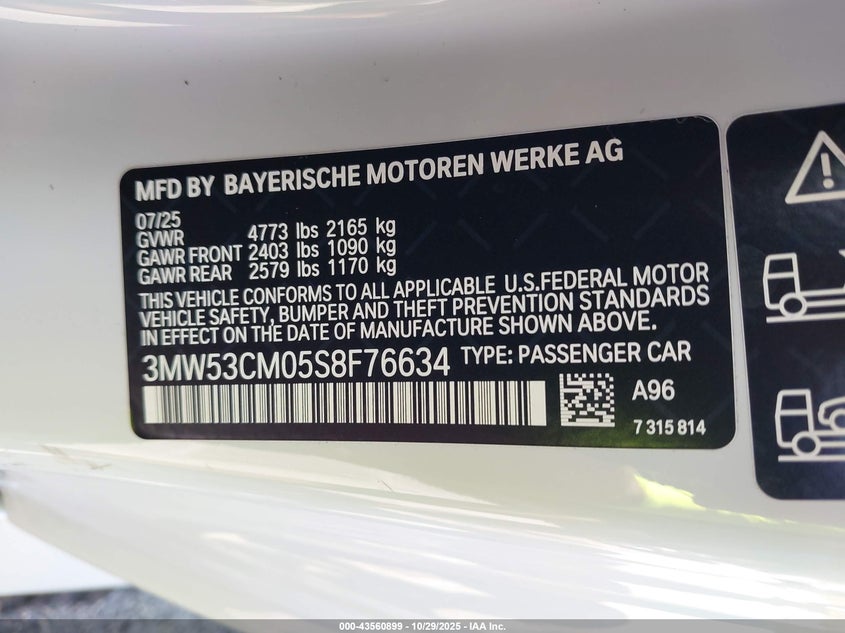 MFD BY BAYERISCHE MOTOREN WERKE AG
07/25
GVWR 4773 lbs 2165 kg
GAWR FRONT 2403 lbs 1090 kg
GAWR REAR 2579 lbs 1170 kg
THIS VEHICLE CONFORMS TO ALL APPLICABLE U.S.FEDERAL MOTOR
VEHICLE SAFETY, BUMPER AND THEFT PREVENTION STANDARDS
IN EFFECT ON THE DATE OF MANUFACTURE SHOWN ABOVE.
3MW53CM05S8F76634 TYPE: PASSENGER CAR
A96
7 315 814
000-43560899 - 10/29/2025 - IAA Inc.